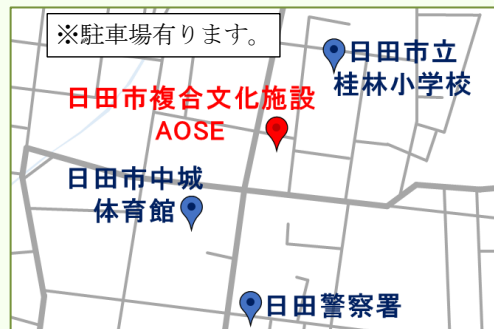 ※駐車場有ります。
日田市立
桂林小学校
日田市複合文化施設
AOSE
日田市中城
体育館
日田警察署